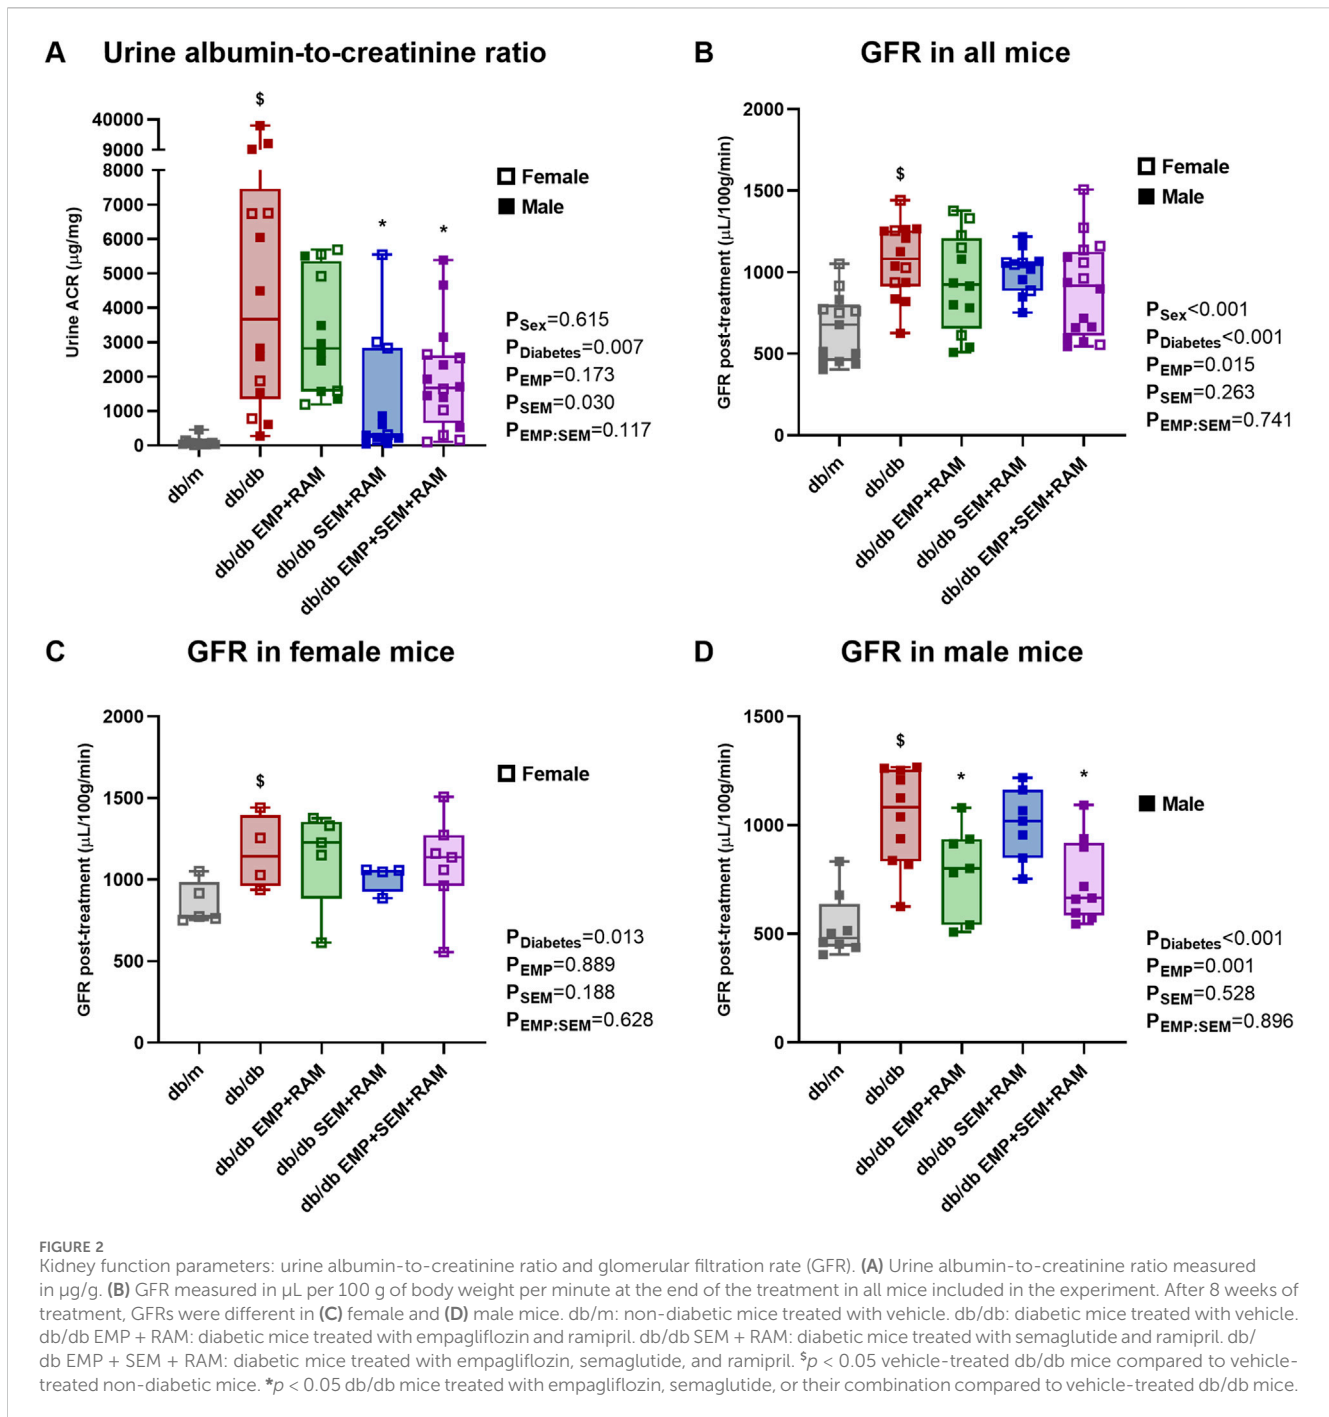 A Urine albumin-to-creatinine ratio
$
40000
9000
8000
7000
6000
5000
4000
3000
2000
1000
0
Urine ACR (µg/mg)
* *
Female
Male
PSex=0.615
PDiabetes=0.007
PEMP=0.173
PSEM=0.030
PEMP:SEM=0.117
db/m
db/db
db/db EMP+RAM
db/db SEM+RAM
db/db EMP+SEM+RAM
B GFR in all mice
2000
1500
1000
500
0
GFR post-treatment (µL/100g/min)
$
Female
Male
PSex<0.001
PDiabetes<0.001
PEMP=0.015
PSEM=0.263
PEMP:SEM=0.741
db/m
db/db
db/db EMP+RAM
db/db SEM+RAM
db/db EMP+SEM+RAM
C GFR in female mice
2000
1500
1000
500
0
GFR post-treatment (µL/100g/min)
$
Female
PDiabetes=0.013
PEMP=0.889
PSEM=0.188
PEMP:SEM=0.628
db/m
db/db
db/db EMP+RAM
db/db SEM+RAM
db/db EMP+SEM+RAM
D GFR in male mice
1500
1000
500
0
GFR post-treatment (µL/100g/min)
$
* *
Male
PDiabetes<0.001
PEMP=0.001
PSEM=0.528
PEMP:SEM=0.896
db/m
db/db
db/db EMP+RAM
db/db SEM+RAM
db/db EMP+SEM+RAM
FIGURE 2
Kidney function parameters: urine albumin-to-creatinine ratio and glomerular filtration rate (GFR). (A) Urine albumin-to-creatinine ratio measured
in µg/g. (B) GFR measured in µL per 100 g of body weight per minute at the end of the treatment in all mice included in the experiment. After 8 weeks of
treatment, GFRs were different in (C) female and (D) male mice. db/m: non-diabetic mice treated with vehicle. db/db: diabetic mice treated with vehicle.
db/db EMP + RAM: diabetic mice treated with empagliflozin and ramipril. db/db SEM + RAM: diabetic mice treated with semaglutide and ramipril. db/
db EMP + SEM + RAM: diabetic mice treated with empagliflozin, semaglutide, and ramipril. $p < 0.05 vehicle-treated db/db mice compared to vehicle-
treated non-diabetic mice. *p < 0.05 db/db mice treated with empagliflozin, semaglutide, or their combination compared to vehicle-treated db/db mice.